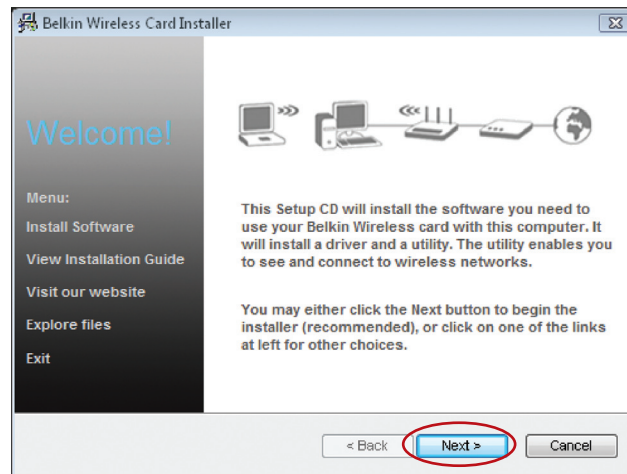 Belkin Wireless Card Installer
Welcome!
Menu:
Install Software
View Installation Guide
Visit our website
Explore files
Exit
This Setup CD will install the software you need to
use your Belkin Wireless card with this computer. It
will install a driver and a utility. The utility enables you
to see and connect to wireless networks.
You may either click the Next button to begin the
installer (recommended), or click on one of the links
at left for other choices.
< Back
Next >
Cancel